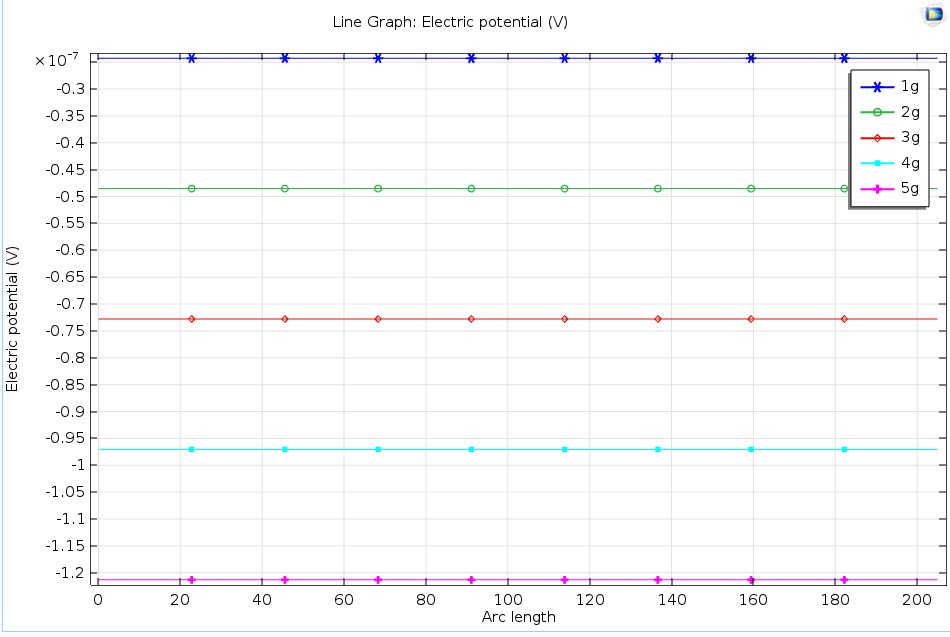 Line Graph: Electric potential (V)
×10⁻⁷
-0.3
-0.35
-0.4
-0.45
-0.5
-0.55
-0.6
-0.65
-0.7
-0.75
-0.8
-0.85
-0.9
-0.95
-1
-1.05
-1.1
-1.15
-1.2
Electric potential (V)
0 20 40 60 80 100 120 140 160 180 200
Arc length
1g
2g
3g
4g
5g